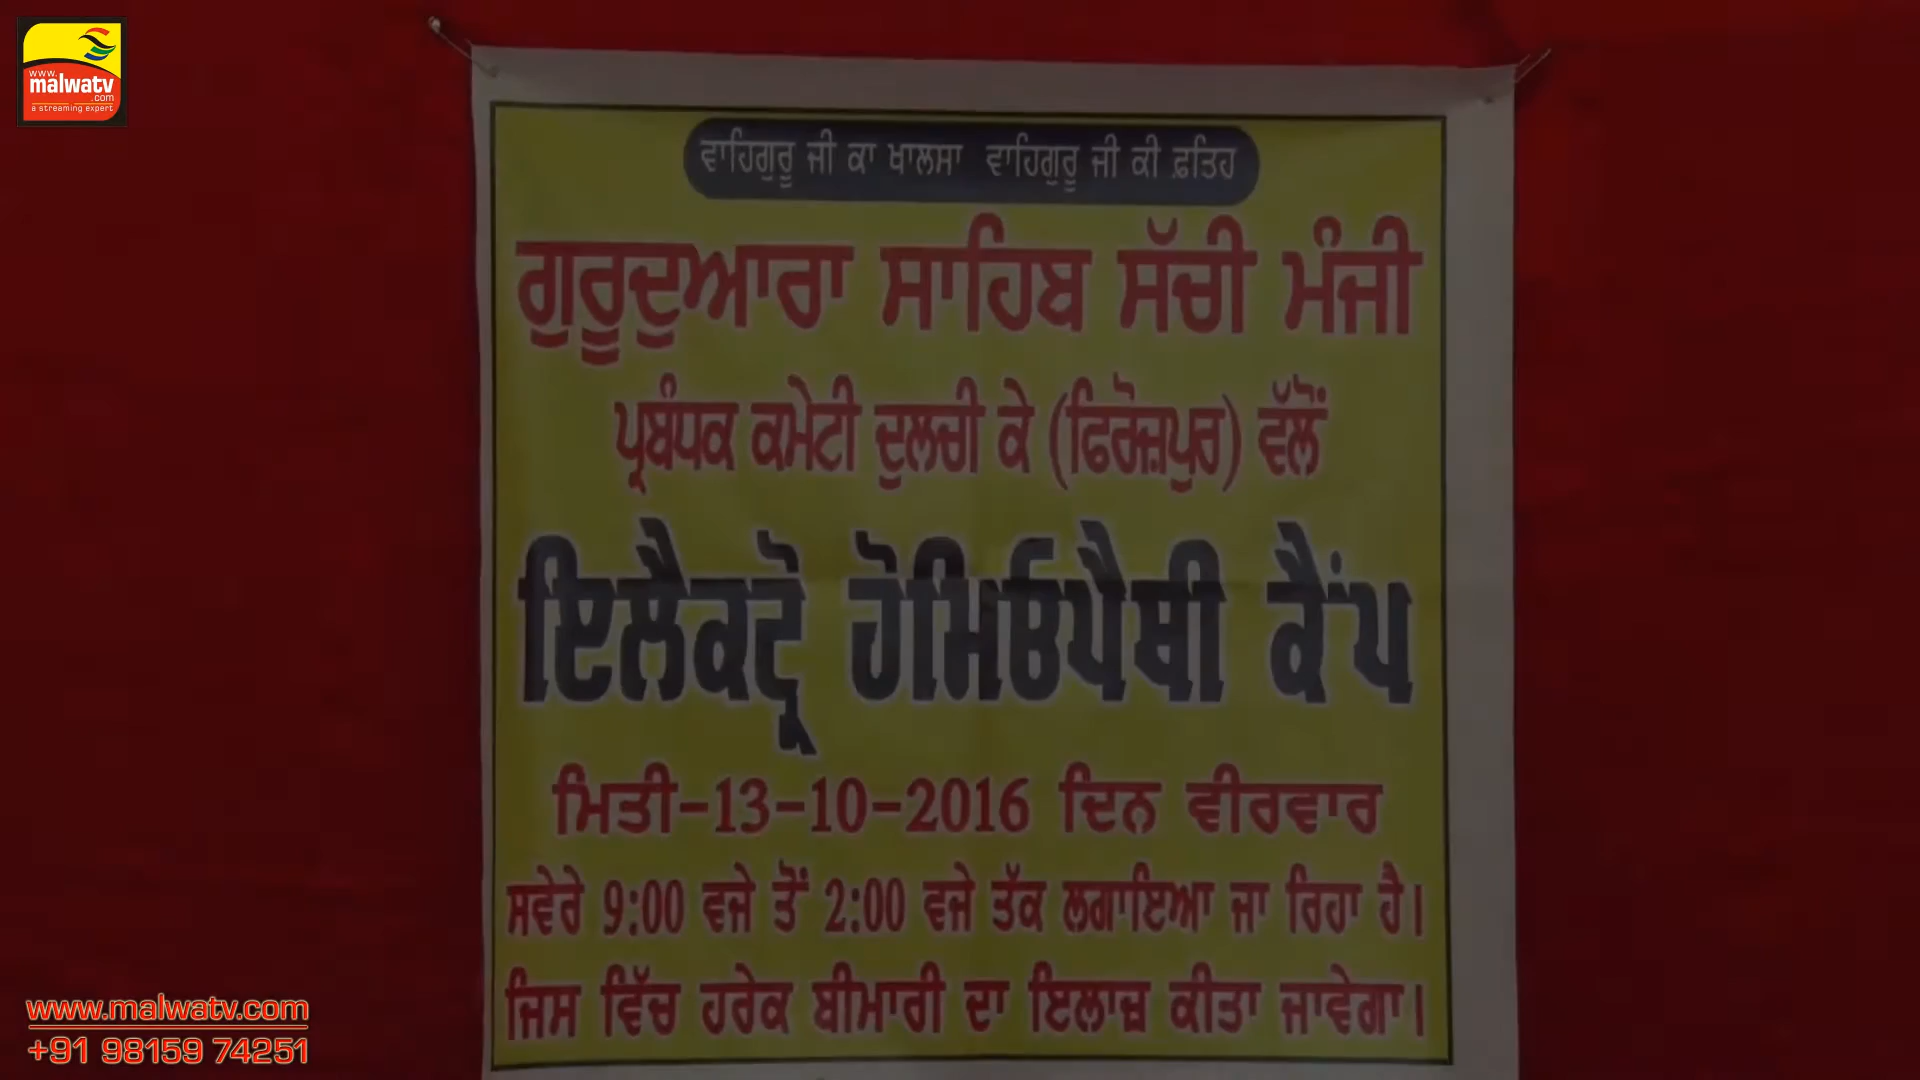 www.
malwatv
.com
a streaming expert
ਵਾਹਿਗੁਰੂ ਜੀ ਕਾ ਖਾਲਸਾ ਵਾਹਿਗੁਰੂ ਜੀ ਕੀ ਫ਼ਤਿਹ
ਗੁਰੂਦੁਆਰਾ ਸਾਹਿਬ ਸੱਚੀ ਮੰਜੀ
ਪ੍ਰਬੰਧਕ ਕਮੇਟੀ ਦੁਲਚੀ ਕੇ (ਫਿਰੋਜ਼ਪੁਰ) ਵੱਲੋਂ
ਇਲੈਕਟ੍ਰੋ ਹੋਮਿਓਪੈਥੀ ਕੈਂਪ
ਮਿਤੀ-13-10-2016 ਦਿਨ ਵੀਰਵਾਰ
ਸਵੇਰੇ 9:00 ਵਜੇ ਤੋਂ 2:00 ਵਜੇ ਤੱਕ ਲਗਾਇਆ ਜਾ ਰਿਹਾ ਹੈ।
ਜਿਸ ਵਿੱਚ ਹਰੇਕ ਬੀਮਾਰੀ ਦਾ ਇਲਾਜ਼ ਕੀਤਾ ਜਾਵੇਗਾ।
www.malwatv.com
+91 98159 74251